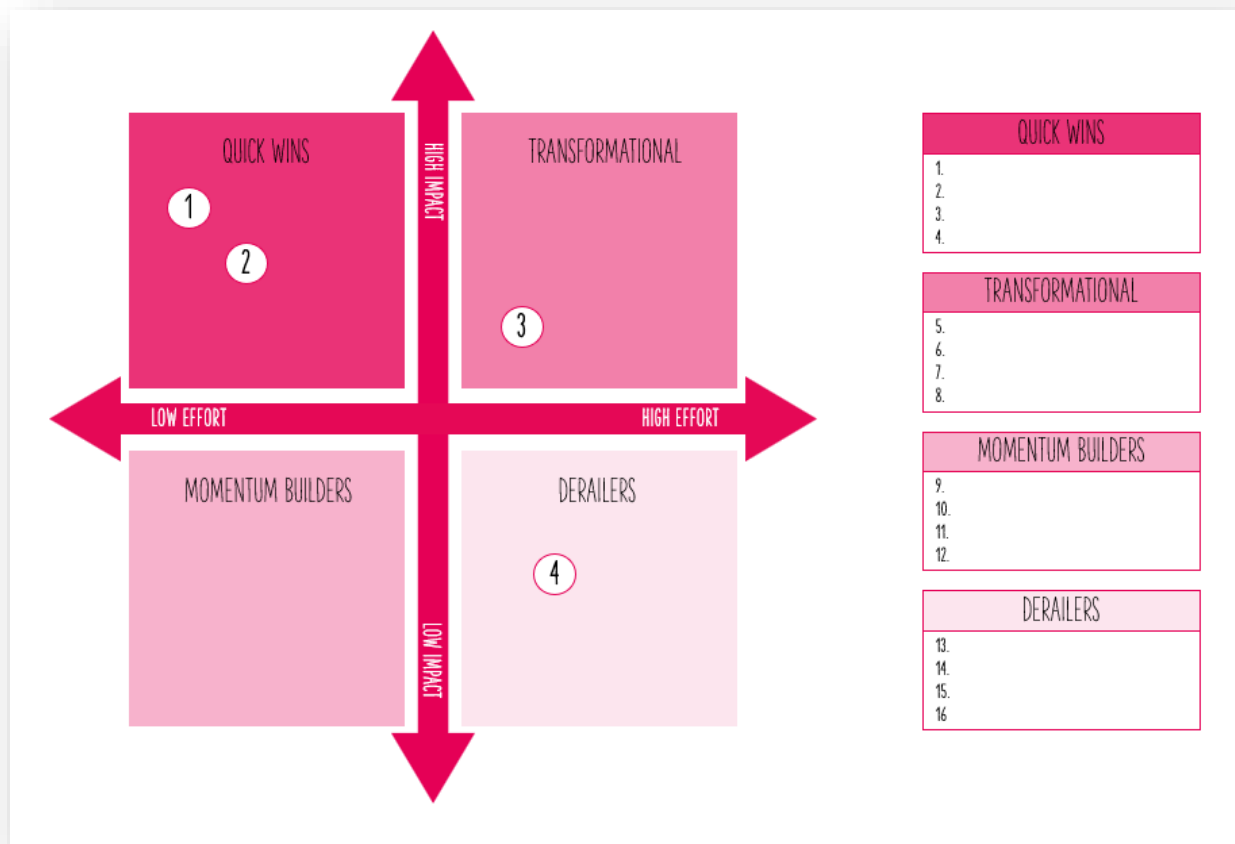 QUICK WINS
TRANSFORMATIONAL
HIGH IMPACT
1
2
3
LOW EFFORT
HIGH EFFORT
MOMENTUM BUILDERS
DERAILERS
4
LOW IMPACT
QUICK WINS
1.
2.
3.
4.
TRANSFORMATIONAL
5.
6.
7.
8.
MOMENTUM BUILDERS
9.
10.
11.
12.
DERAILERS
13.
14.
15.
16